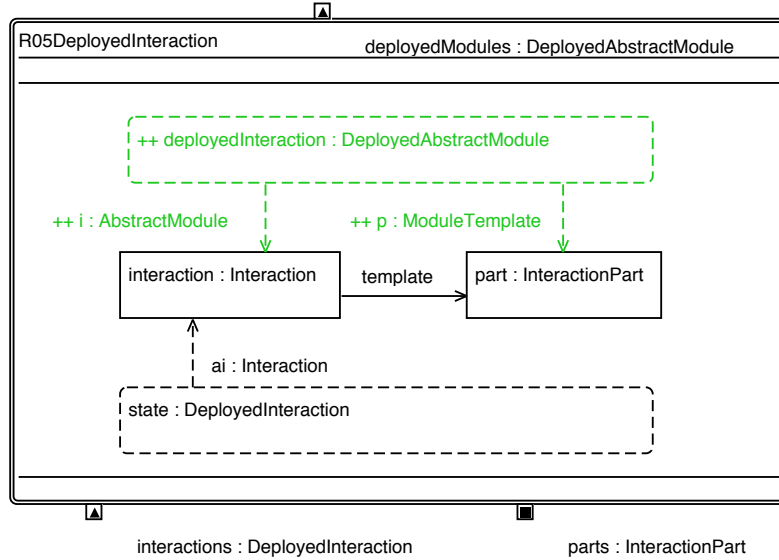 R05DeployedInteraction
deployedModules : DeployedAbstractModule
++ deployedInteraction : DeployedAbstractModule
++ i : AbstractModule
++ p : ModuleTemplate
interaction : Interaction
template
part : InteractionPart
ai : Interaction
state : DeployedInteraction
interactions : DeployedInteraction
parts : InteractionPart